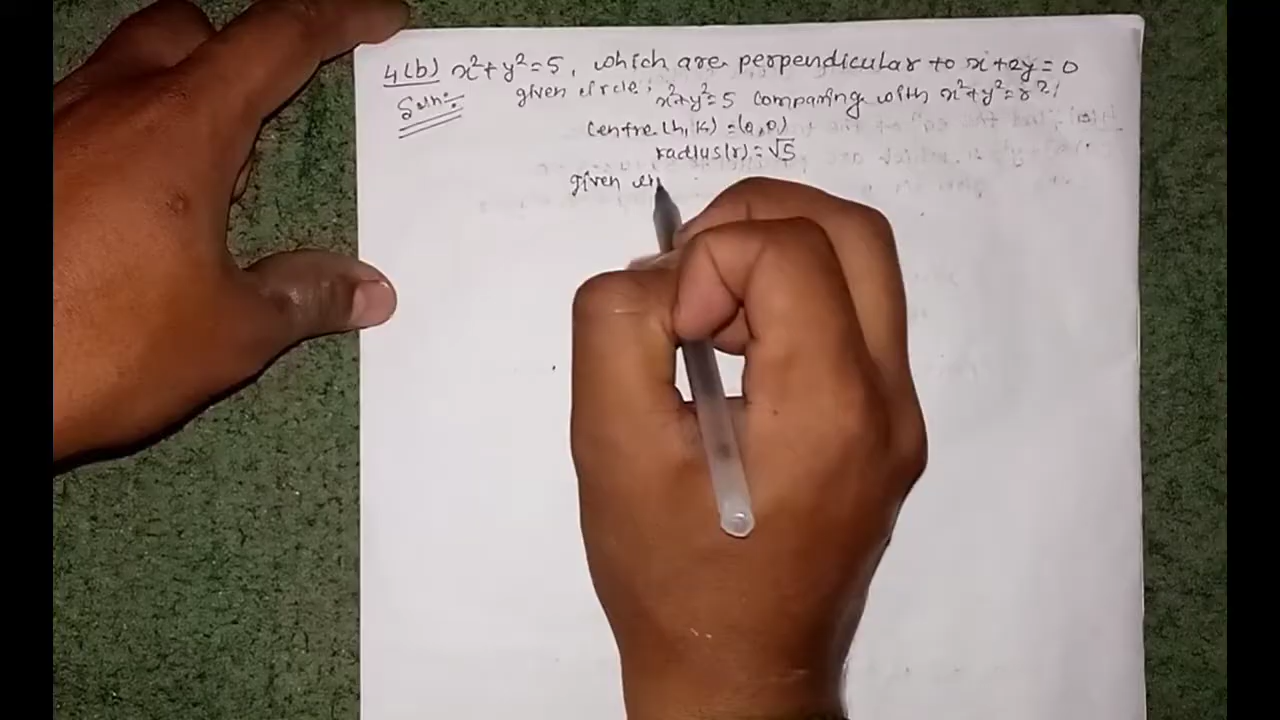 4(b) x²+y²=5, which are perpendicular to x+2y=0
Soln:
given circle: x²+y²=5 comparing with x²+y²=r²;
Centre(h,k)=(0,0)
radius(r)=√5
given